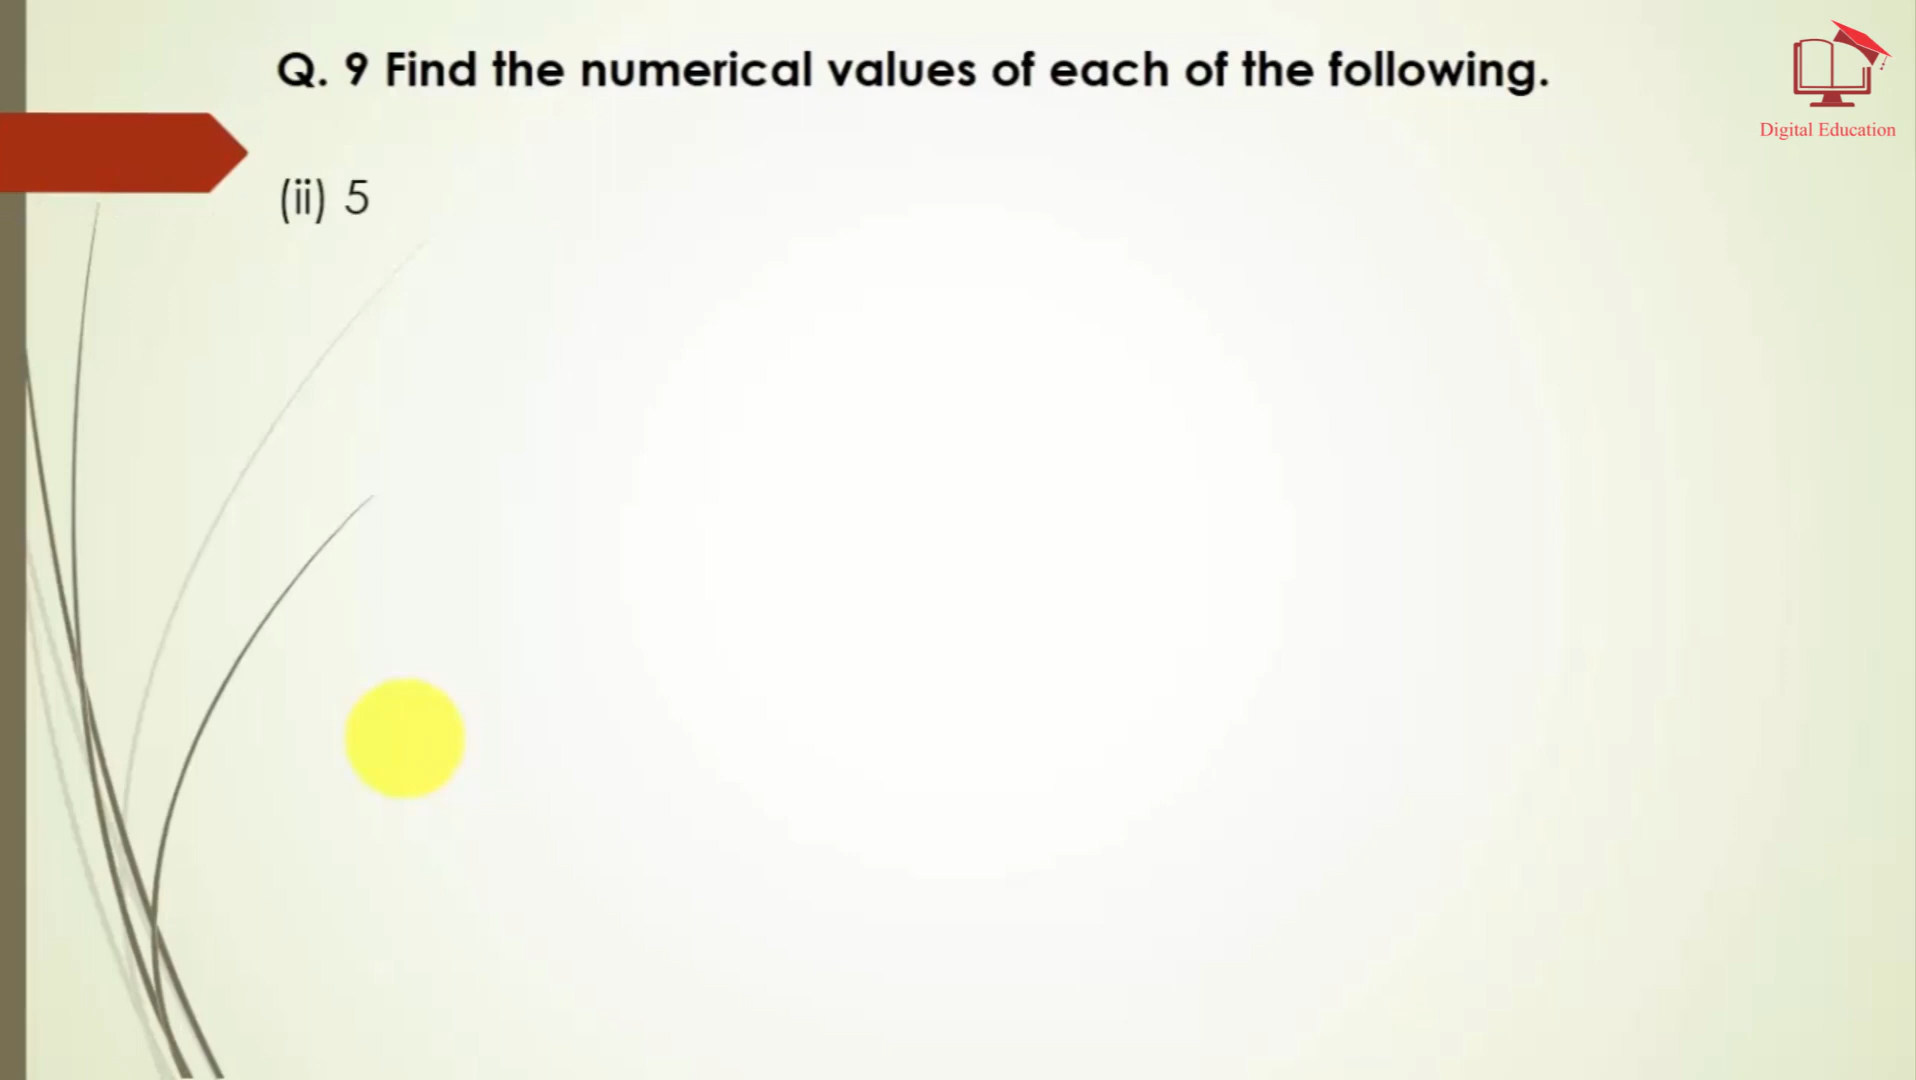 Q. 9 Find the numerical values of each of the following.
Digital Education
(ii) 5